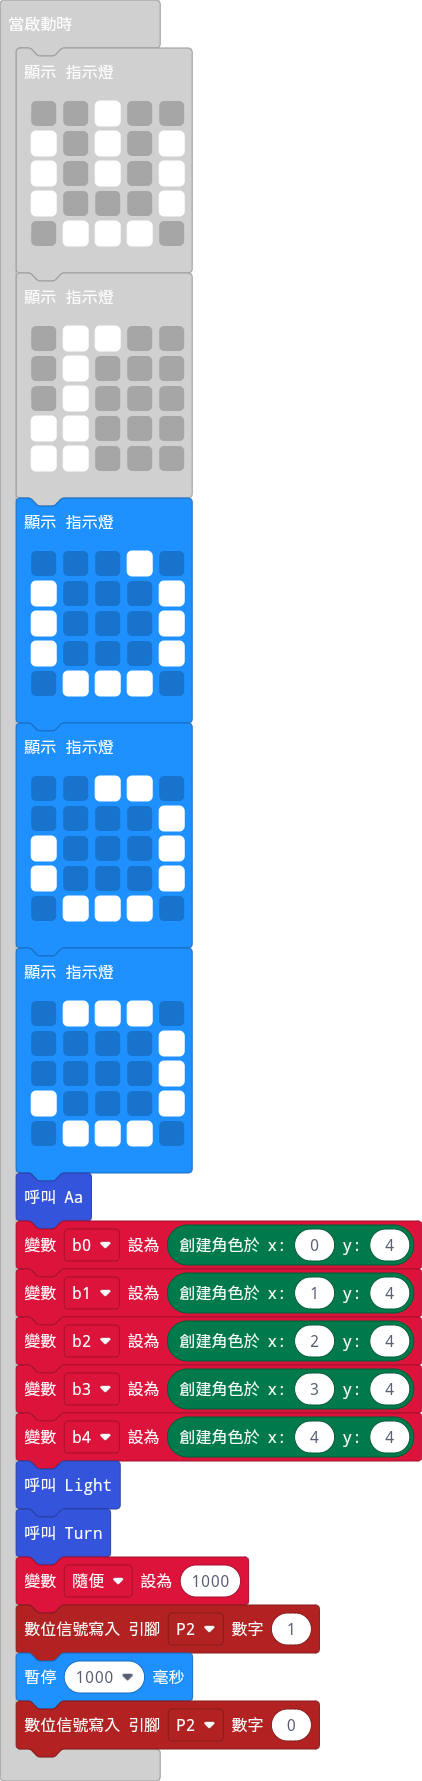 當啟動時
顯示 指示燈
顯示 指示燈
顯示 指示燈
顯示 指示燈
顯示 指示燈
呼叫 Aa
變數 b0 設為 創建角色於 x: 0 y: 4
變數 b1 設為 創建角色於 x: 1 y: 4
變數 b2 設為 創建角色於 x: 2 y: 4
變數 b3 設為 創建角色於 x: 3 y: 4
變數 b4 設為 創建角色於 x: 4 y: 4
呼叫 Light
呼叫 Turn
變數 隨便 設為 1000
數位信號寫入 引腳 P2 數字 1
暫停 1000 毫秒
數位信號寫入 引腳 P2 數字 0